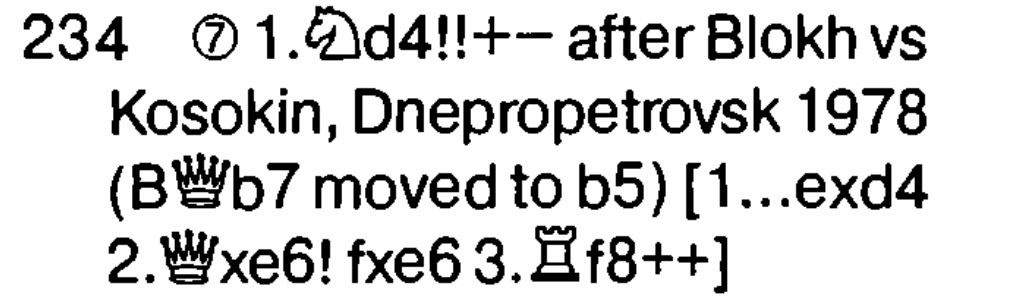 234 ⑦ 1.♘d4!!+− after Blokh vs
Kosokin, Dnepropetrovsk 1978
(B♛b7 moved to b5) [1...exd4
2.♛xe6! fxe6 3.♖f8++]